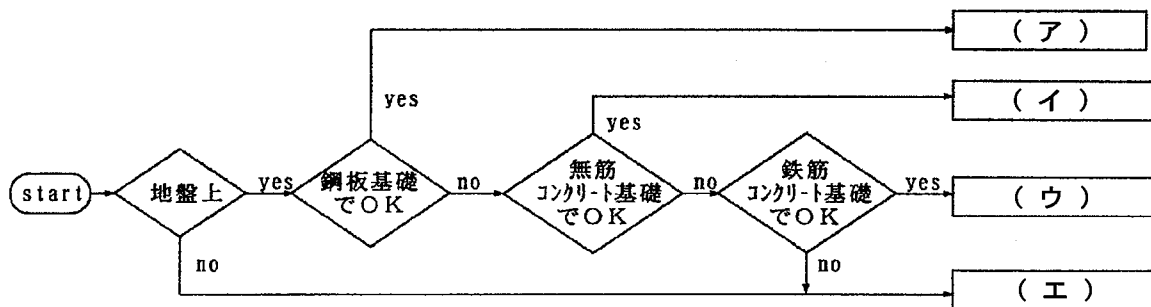 (ア)
yes
(イ)
yes
start
地盤上
yes
鋼板基礎
でOK
no
無筋
コンクリート基礎
でOK
no
鉄筋
コンクリート基礎
でOK
yes
(ウ)
no
no
(エ)